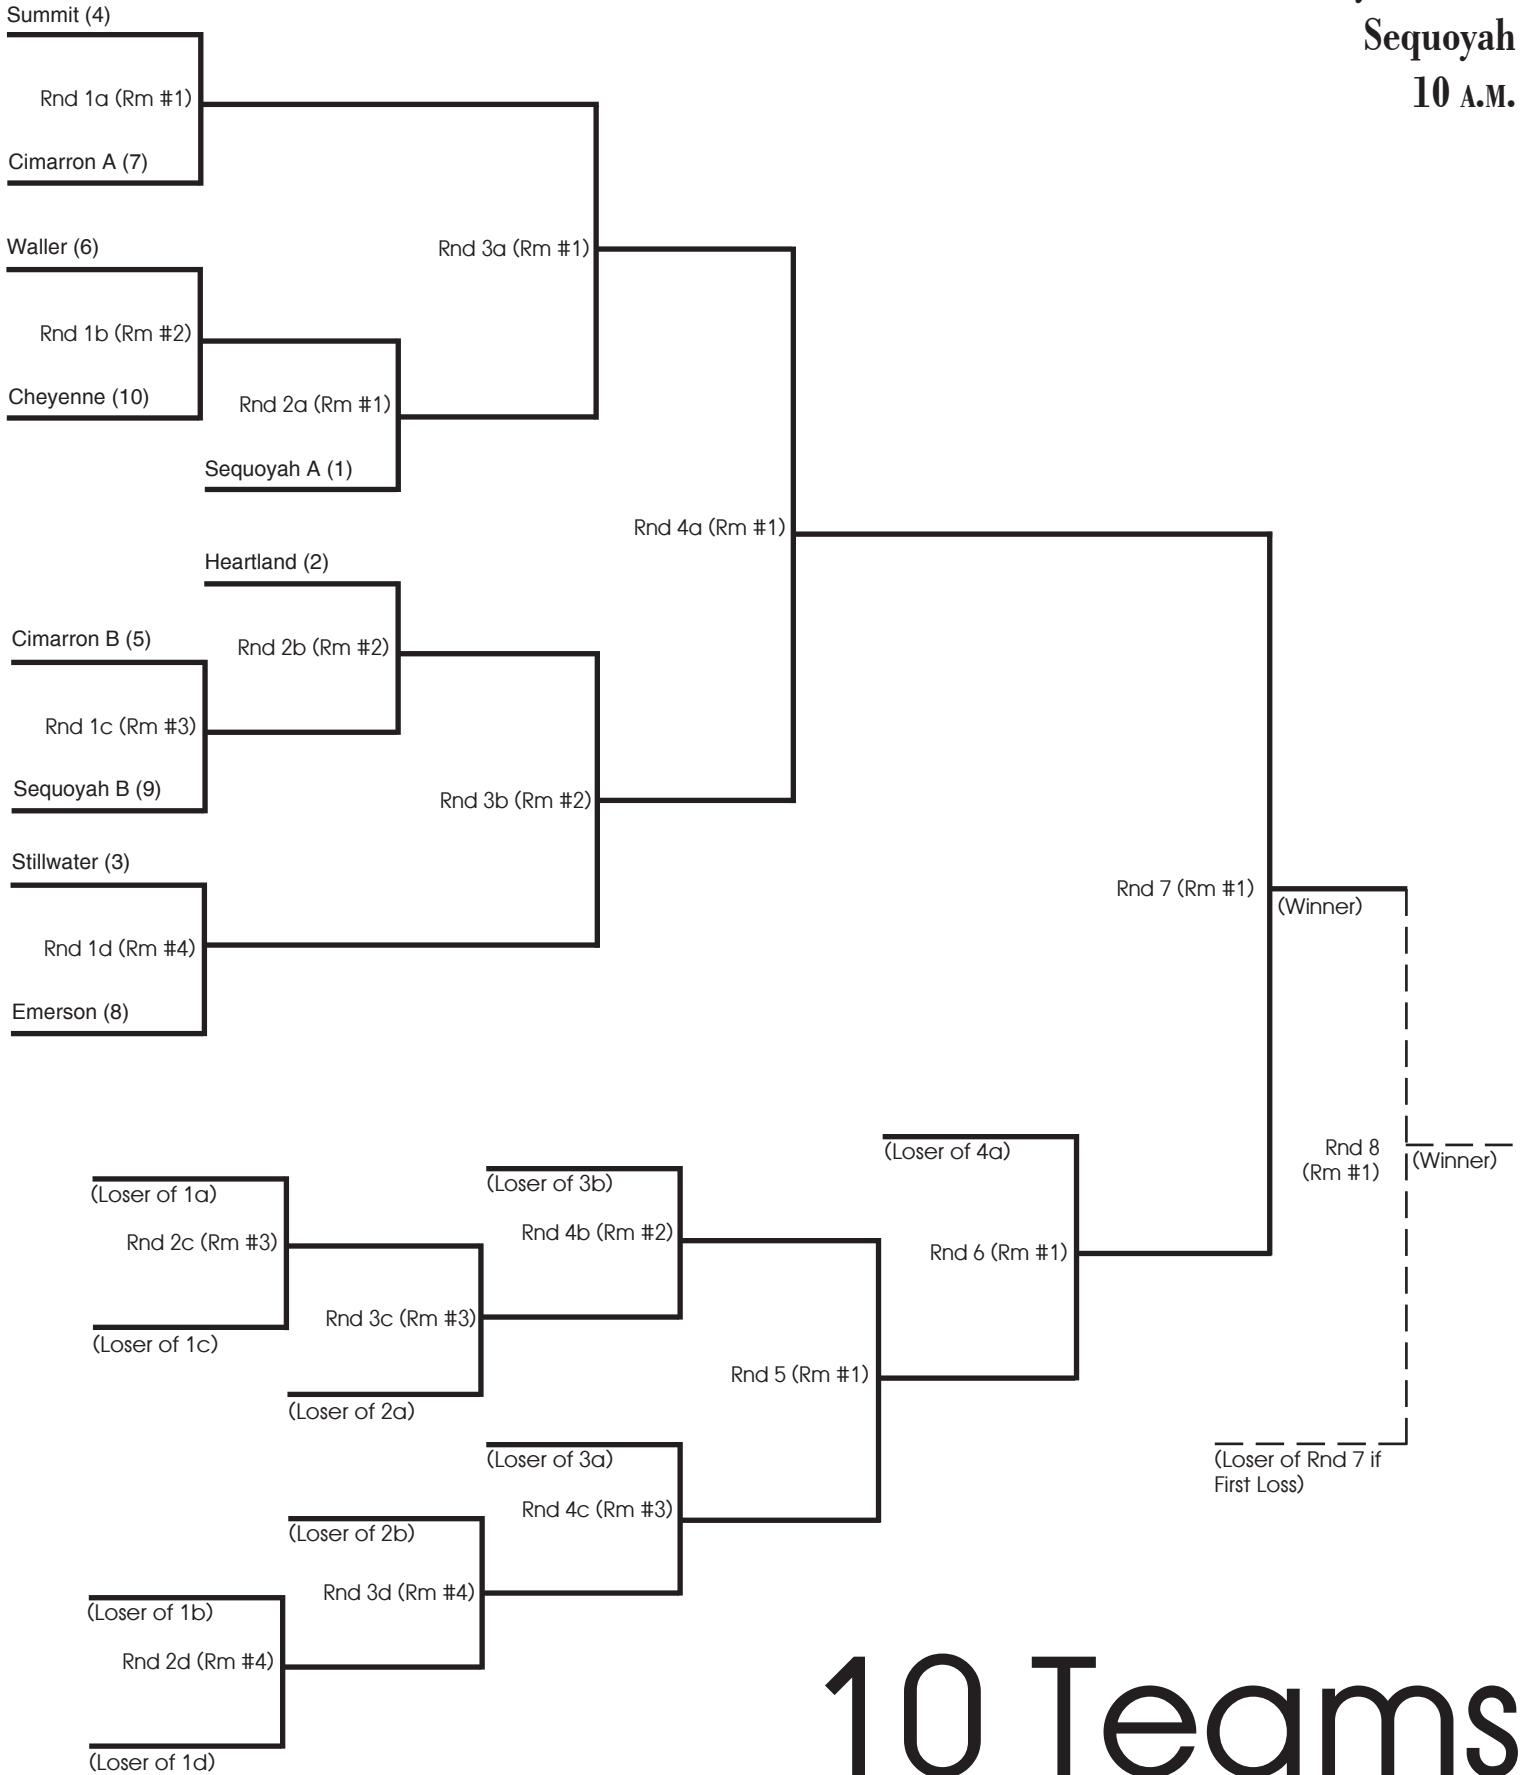 Summit (4)
Sequoyah
10 A.M.
Rnd 1a (Rm #1)
Cimarron A (7)
Waller (6)
Rnd 3a (Rm #1)
Rnd 1b (Rm #2)
Cheyenne (10)
Rnd 2a (Rm #1)
Sequoyah A (1)
Rnd 4a (Rm #1)
Heartland (2)
Cimarron B (5)
Rnd 2b (Rm #2)
Rnd 1c (Rm #3)
Sequoyah B (9)
Rnd 3b (Rm #2)
Stillwater (3)
Rnd 7 (Rm #1)
(Winner)
Rnd 1d (Rm #4)
Emerson (8)
(Loser of 4a)
Rnd 8
(Rm #1)
(Winner)
(Loser of 1a)
(Loser of 3b)
Rnd 2c (Rm #3)
Rnd 4b (Rm #2)
Rnd 6 (Rm #1)
Rnd 3c (Rm #3)
(Loser of 1c)
Rnd 5 (Rm #1)
(Loser of 2a)
(Loser of 3a)
(Loser of Rnd 7 if
First Loss)
Rnd 4c (Rm #3)
(Loser of 2b)
Rnd 3d (Rm #4)
(Loser of 1b)
Rnd 2d (Rm #4)
(Loser of 1d)
10 Teams